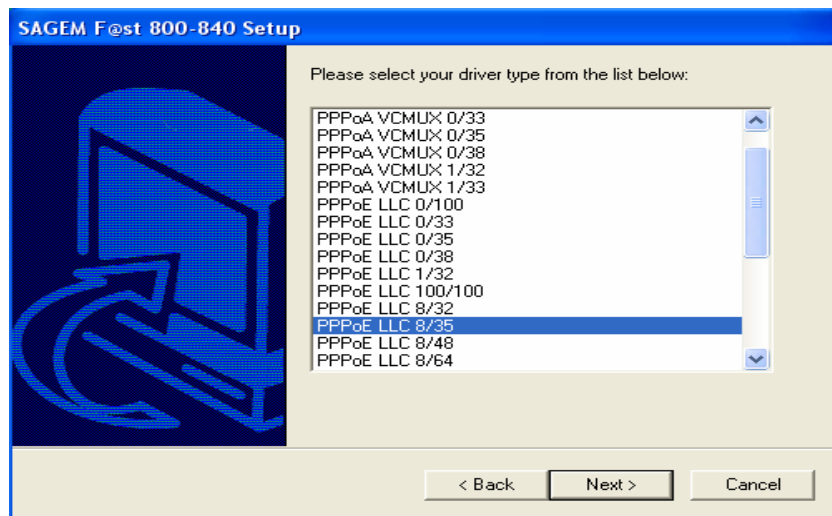 SAGEM F@st 800-840 Setup
Please select your driver type from the list below:
PPPoA VCMUX 0/33
PPPoA VCMUX 0/35
PPPoA VCMUX 0/38
PPPoA VCMUX 1/32
PPPoA VCMUX 1/33
PPPoE LLC 0/100
PPPoE LLC 0/33
PPPoE LLC 0/35
PPPoE LLC 0/38
PPPoE LLC 1/32
PPPoE LLC 100/100
PPPoE LLC 8/32
PPPoE LLC 8/35
PPPoE LLC 8/48
PPPoE LLC 8/64
< Back Next > Cancel